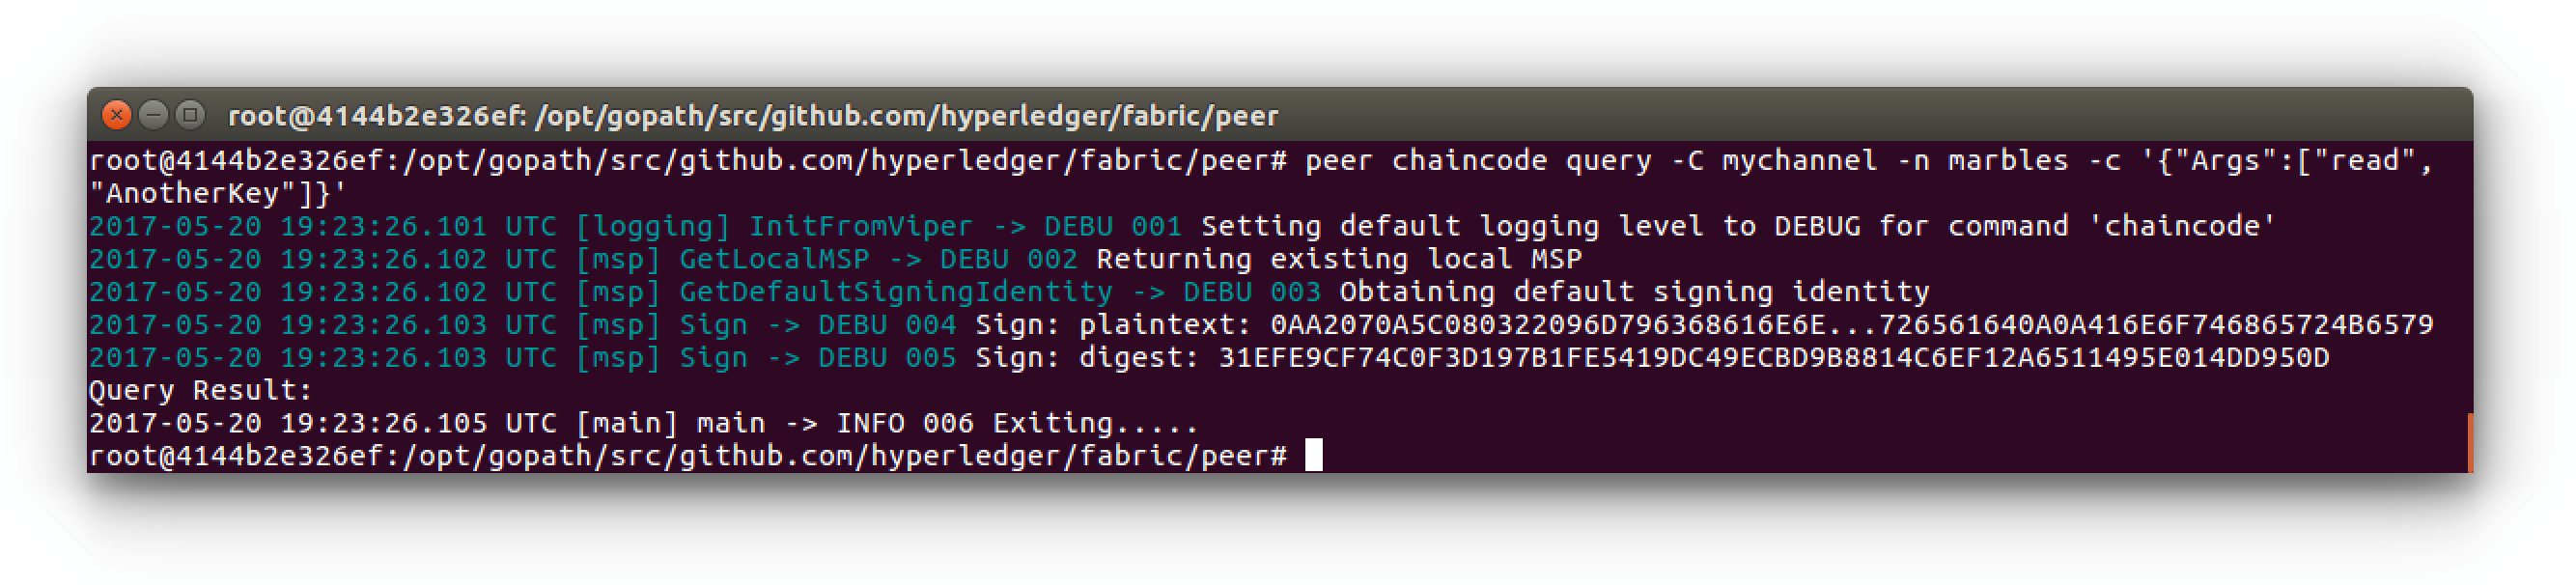 root@4144b2e326ef: /opt/gopath/src/github.com/hyperledger/fabric/peer
root@4144b2e326ef:/opt/gopath/src/github.com/hyperledger/fabric/peer# peer chaincode query -C mychannel -n marbles -c '{"Args":["read",
"AnotherKey"]}'
2017-05-20 19:23:26.101 UTC [logging] InitFromViper -> DEBU 001 Setting default logging level to DEBUG for command 'chaincode'
2017-05-20 19:23:26.102 UTC [msp] GetLocalMSP -> DEBU 002 Returning existing local MSP
2017-05-20 19:23:26.102 UTC [msp] GetDefaultSigningIdentity -> DEBU 003 Obtaining default signing identity
2017-05-20 19:23:26.103 UTC [msp] Sign -> DEBU 004 Sign: plaintext: 0AA2070A5C080322096D796368616E6E...726561640A0A416E6F746865724B6579
2017-05-20 19:23:26.103 UTC [msp] Sign -> DEBU 005 Sign: digest: 31EFE9CF74C0F3D197B1FE5419DC49ECBD9B8814C6EF12A6511495E014DD950D
Query Result:
2017-05-20 19:23:26.105 UTC [main] main -> INFO 006 Exiting.....
root@4144b2e326ef:/opt/gopath/src/github.com/hyperledger/fabric/peer#